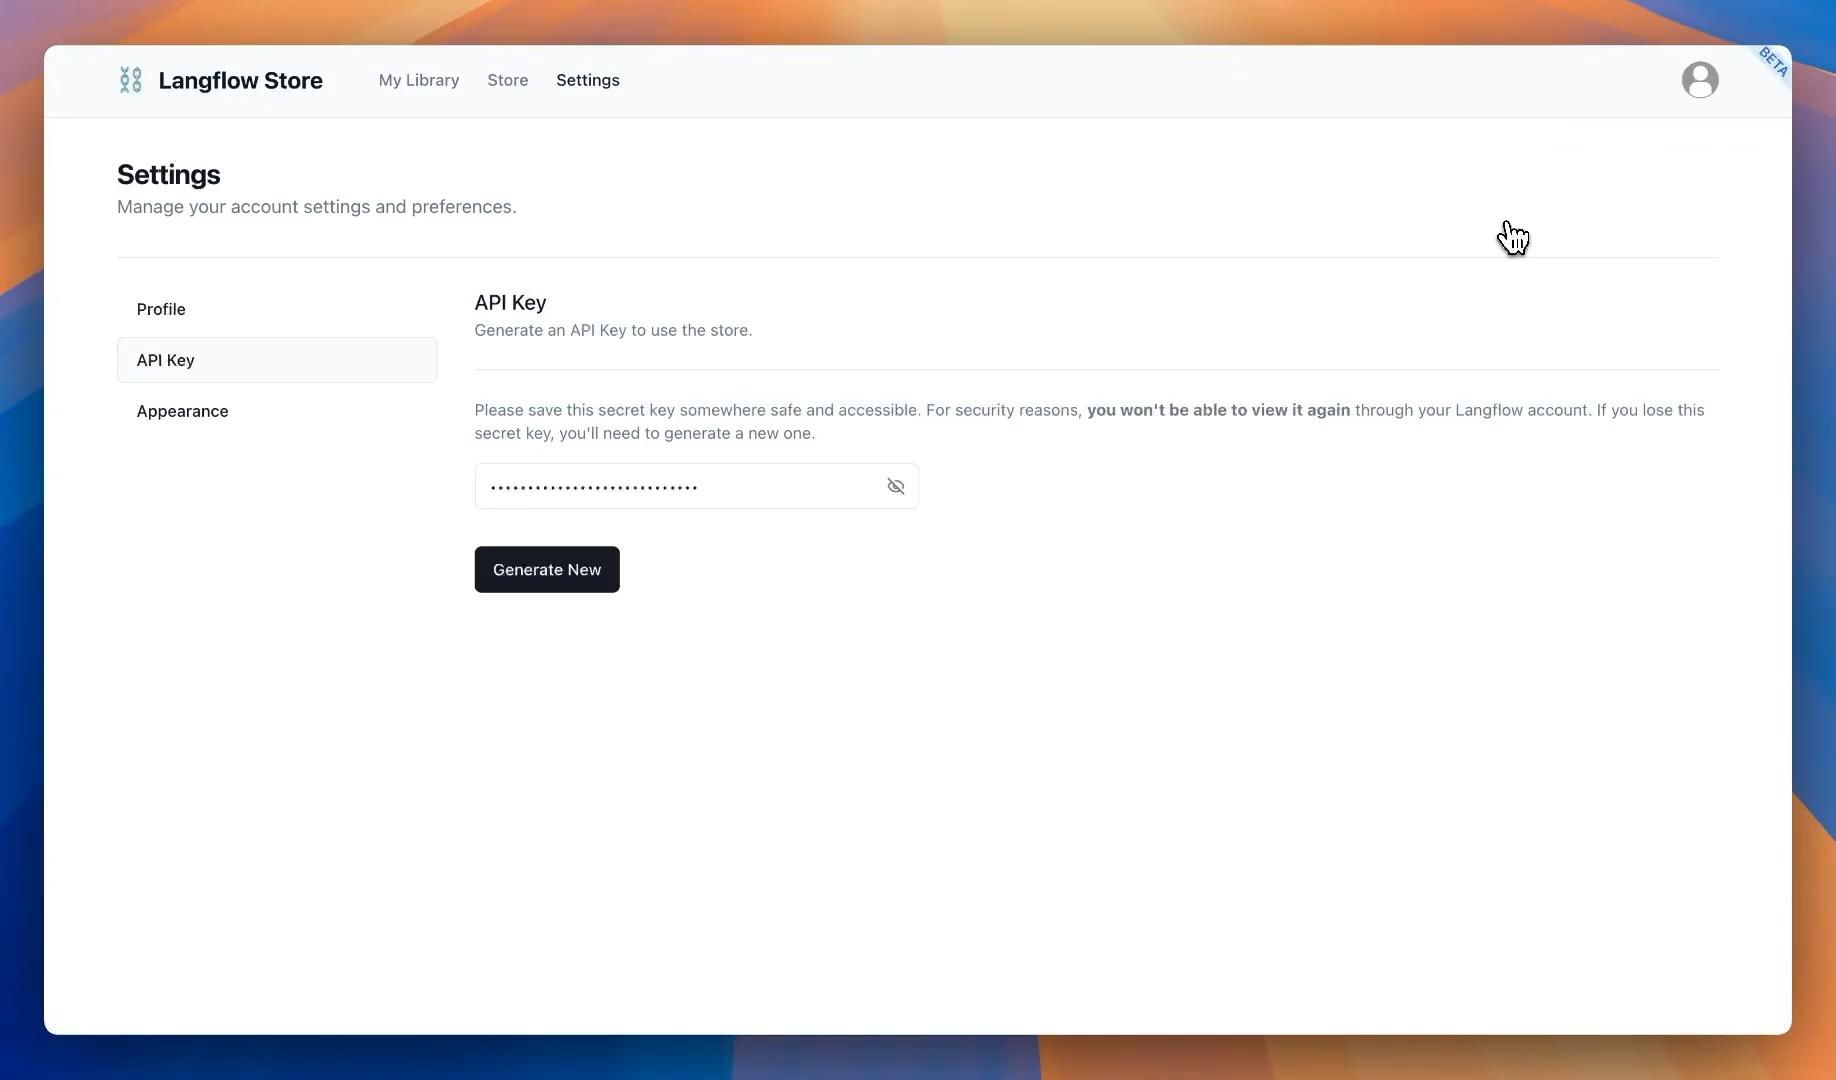 Langflow Store
My Library
Store
Settings
BETA
Settings
Manage your account settings and preferences.
Profile
API Key
Appearance
API Key
Generate an API Key to use the store.
Please save this secret key somewhere safe and accessible. For security reasons, you won't be able to view it again through your Langflow account. If you lose this
secret key, you'll need to generate a new one.
••••••••••••••••••••••••••••
Generate New